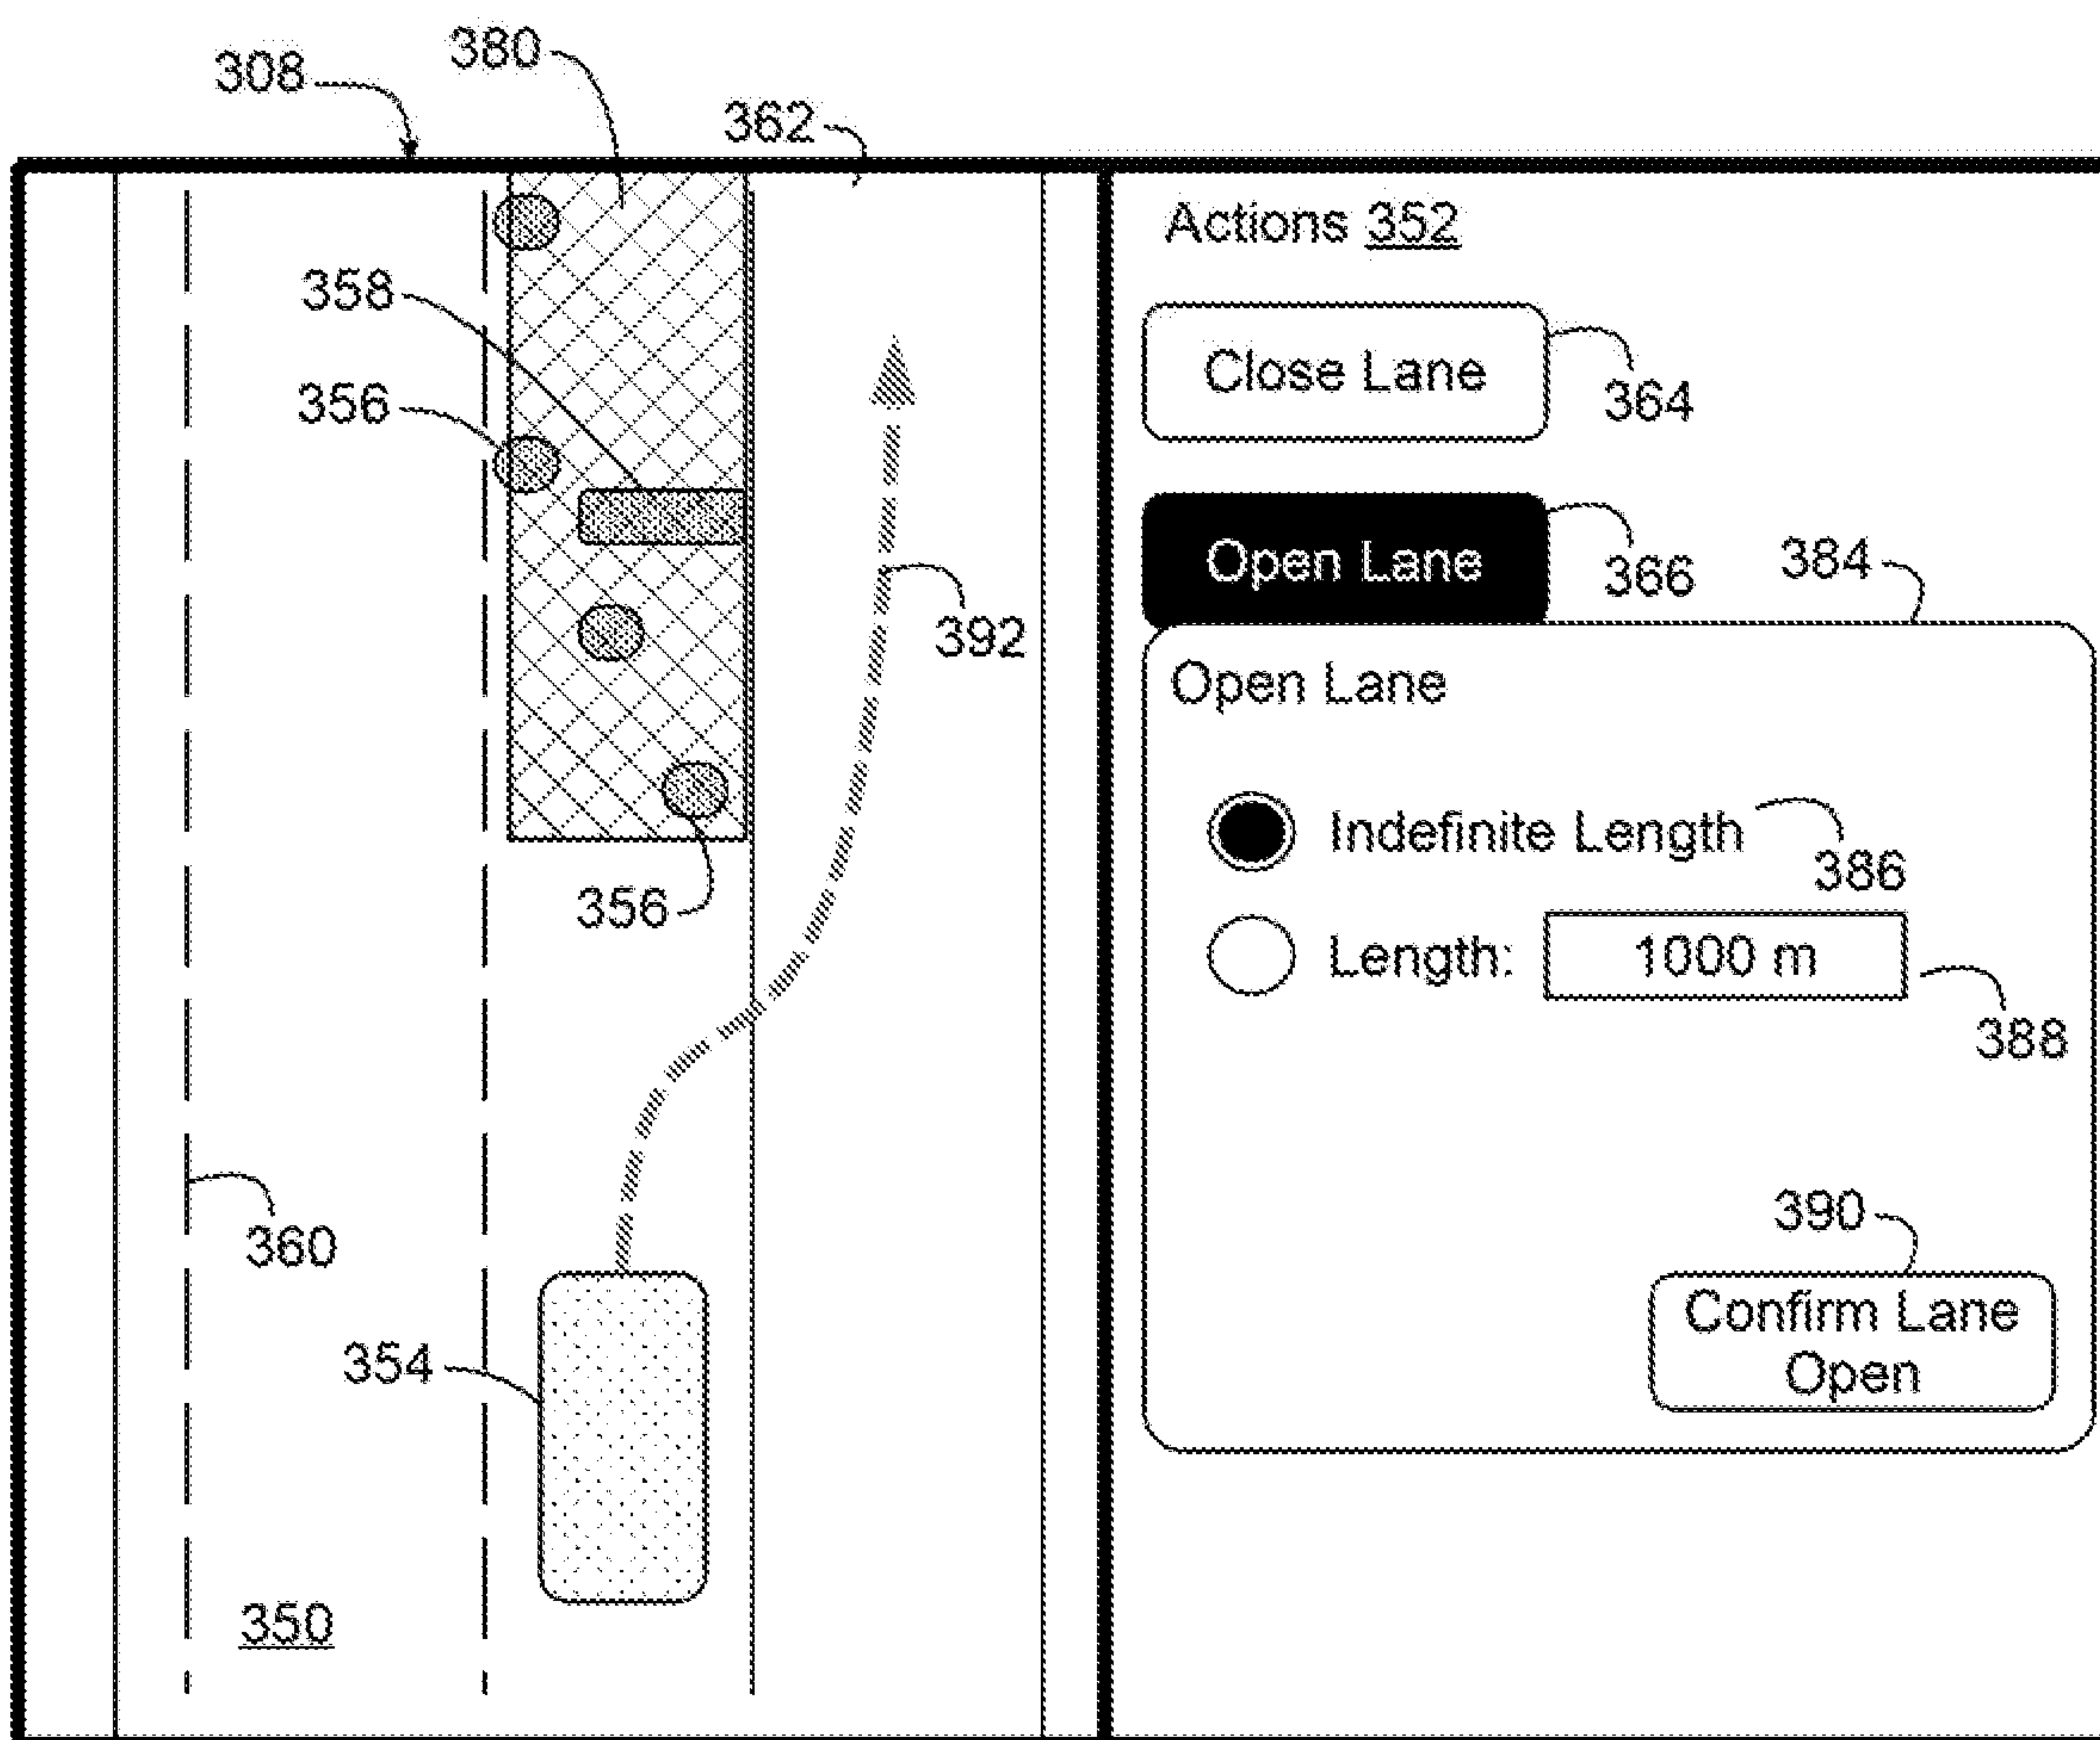 380
308
362
Actions 352
358
Close Lane
356
364
Open Lane
366
384
392
Open Lane
Indefinite Length
386
356
Length: 1000 m
388
360
390
Confirm Lane
Open
354
350